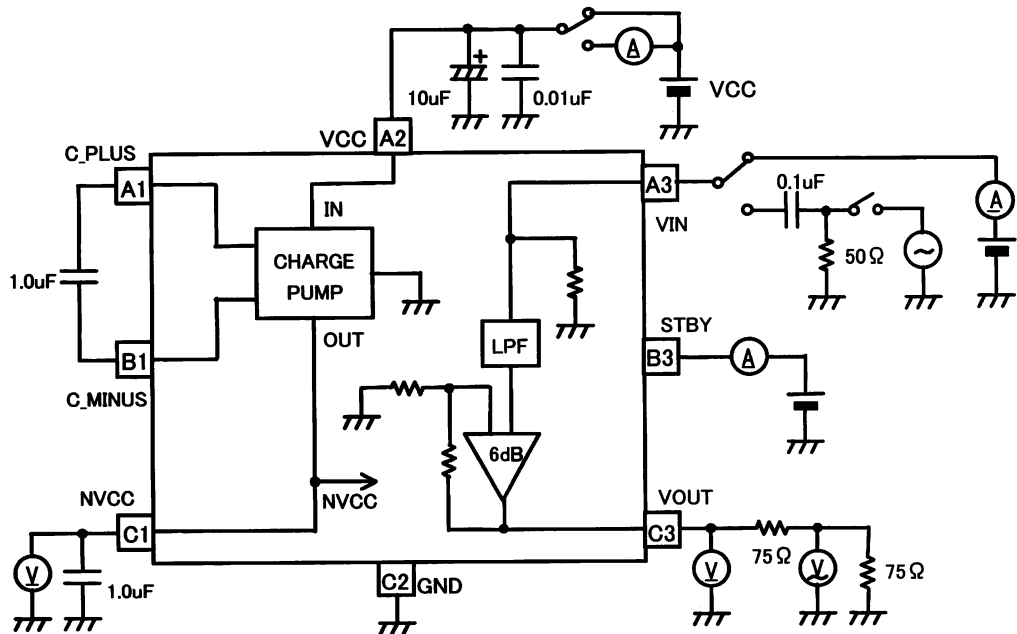 A
VCC
10uF
0.01uF
VCC
A2
C_PLUS
A1
A3
VIN
0.1uF
A
50Ω
IN
CHARGE
PUMP
1.0uF
OUT
LPF
STBY
B1
B3
A
C_MINUS
6dB
NVCC
NVCC
VOUT
C1
C3
75Ω
V
1.0uF
C2
GND
V
V
75Ω